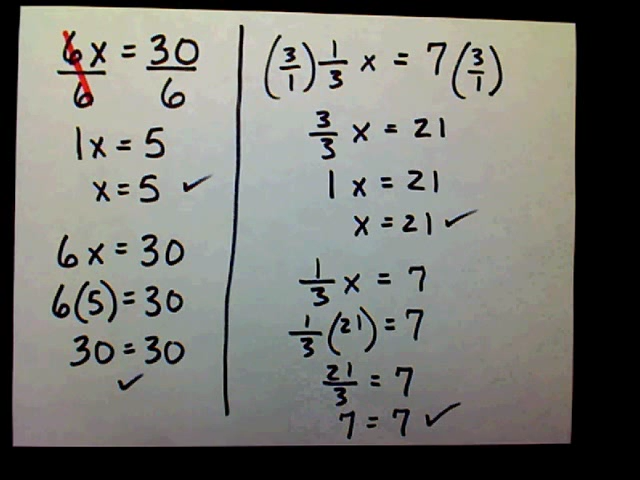 6x = 30
6 6
1x = 5
x = 5 ✓
6x = 30
6(5) = 30
30 = 30
✓
(3/1) 1/3 x = 7 (3/1)
3/3 x = 21
1x = 21
x = 21 ✓
1/3 x = 7
1/3 (21) = 7
21/3 = 7
7 = 7 ✓